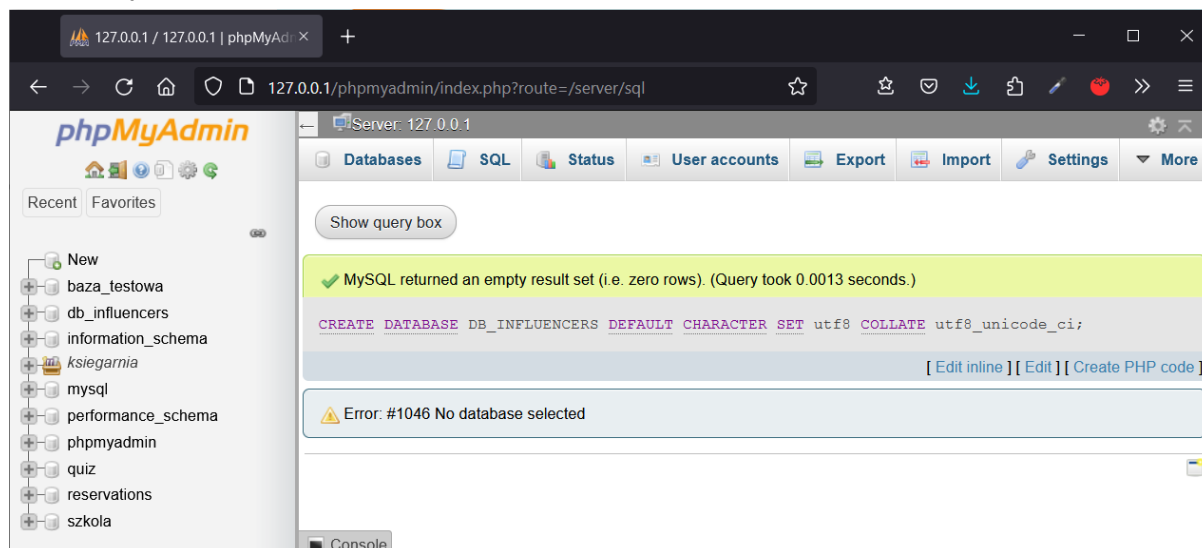 127.0.0.1 / 127.0.0.1 | phpMyAdr
127.0.0.1/phpmyadmin/index.php?route=/server/sql
phpMyAdmin
Recent Favorites
New
baza_testowa
db_influencers
information_schema
ksiegarnia
mysql
performance_schema
phpmyadmin
quiz
reservations
szkola
Server: 127.0.0.1
Databases SQL Status User accounts Export Import Settings More
Show query box
MySQL returned an empty result set (i.e. zero rows). (Query took 0.0013 seconds.)
CREATE DATABASE DB_INFLUENCERS DEFAULT CHARACTER SET utf8 COLLATE utf8_unicode_ci;
[ Edit inline ] [ Edit ] [ Create PHP code ]
Error: #1046 No database selected
Console